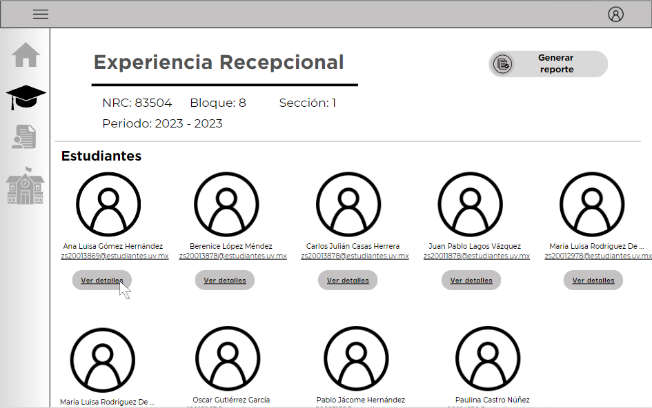 Experiencia Recepcional
Generar
reporte
NRC: 83504 Bloque: 8 Sección: 1
Periodo: 2023 - 2023
Estudiantes
Ana Luisa Gómez Hernández
zs20013869@estudiantes.uv.mx
Ver detalles
Berenice López Méndez
zs20013878@estudiantes.uv.mx
Ver detalles
Carlos Julián Casas Herrera
zs20013878@estudiantes.uv.mx
Ver detalles
Juan Pablo Lagos Vázquez
zs20011878@estudiantes.uv.mx
Ver detalles
María Luisa Rodríguez De ...
zs20012978@estudiantes.uv.mx
Ver detalles
María Luisa Rodríguez De ...
Oscar Gutiérrez García
Pablo Jácome Hernández
Paulina Castro Núñez